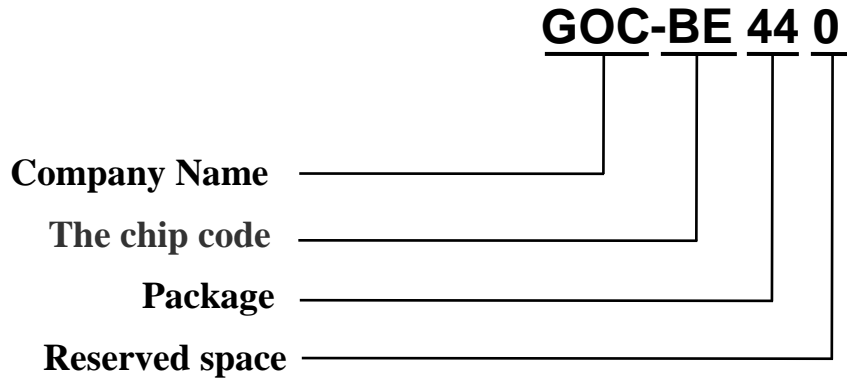 GOC-BE 44 0
Company Name
The chip code
Package
Reserved space